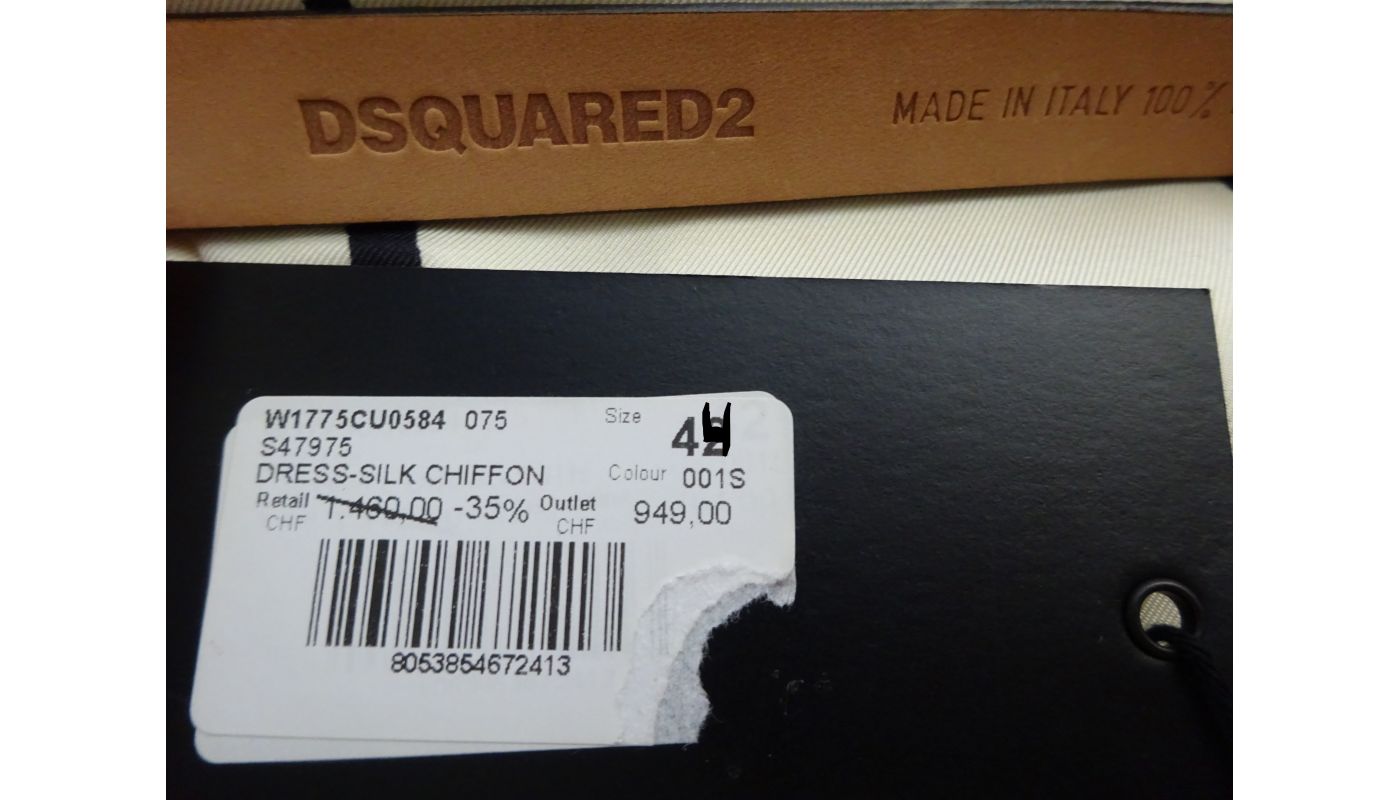 DSQUARED2
MADE IN ITALY 100%
W1775CU0584 075 Size 44
S47975
DRESS-SILK CHIFFON Colour 001S
Retail CHF 1.460,00 -35% Outlet CHF 949,00
8053854672413